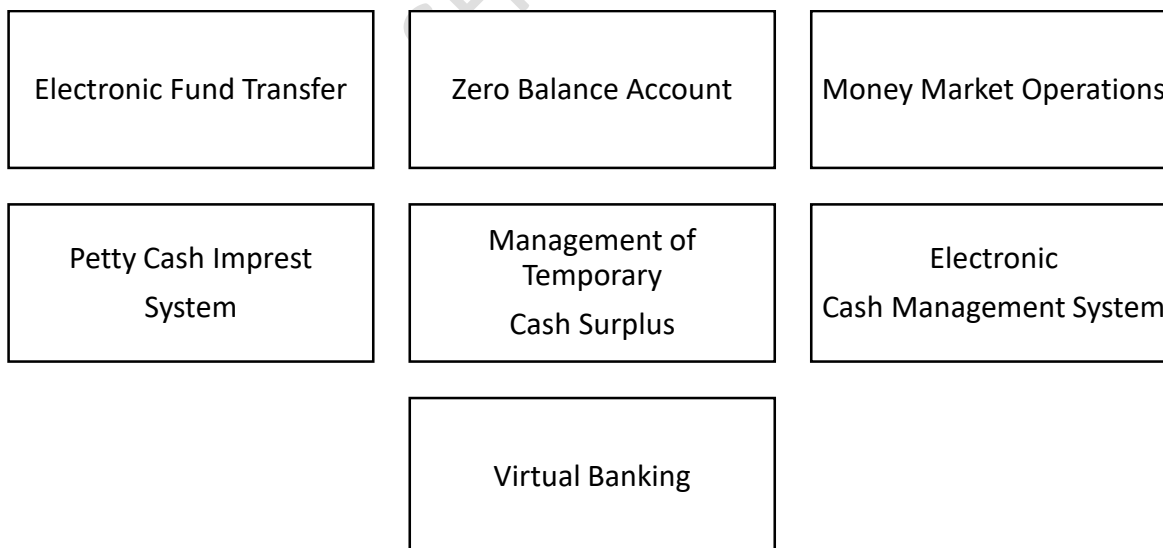 Electronic Fund Transfer
Zero Balance Account
Money Market Operations
Petty Cash Imprest
System
Management of
Temporary
Cash Surplus
Electronic
Cash Management System
Virtual Banking